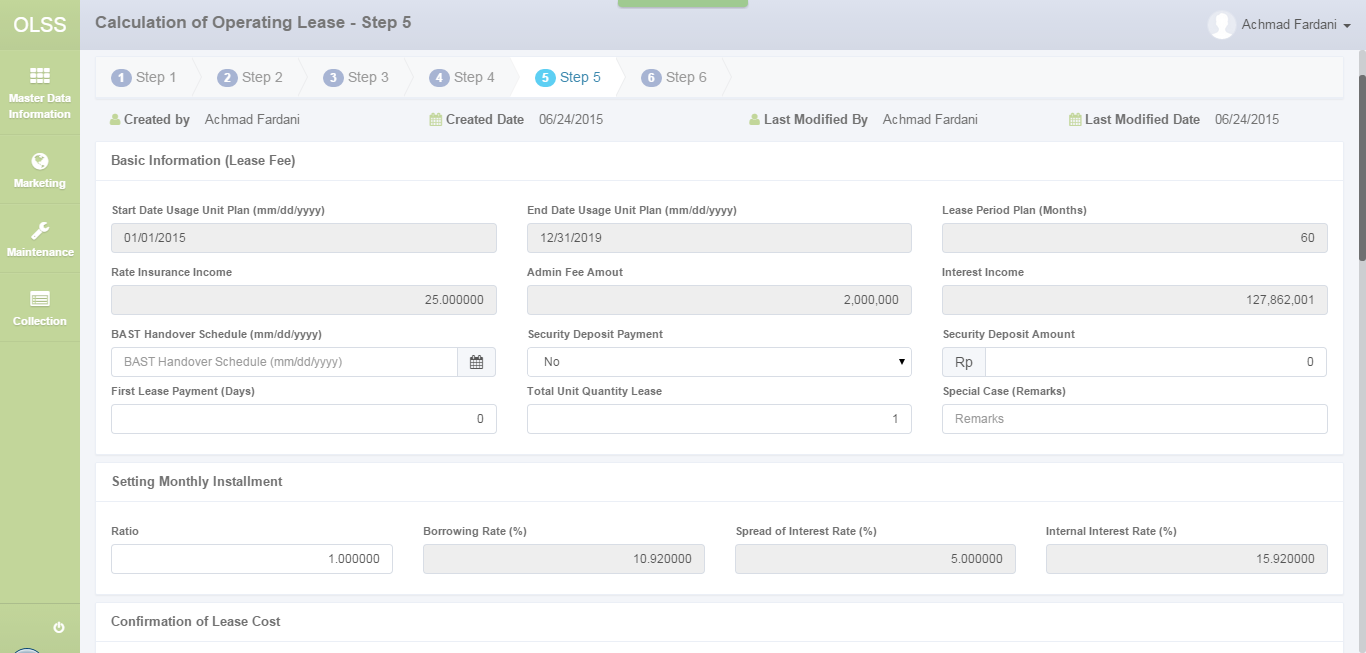 OLSS
Calculation of Operating Lease - Step 5
Achmad Fardani
Master Data
Information
Marketing
Maintenance
Collection
1 Step 1
2 Step 2
3 Step 3
4 Step 4
5 Step 5
6 Step 6
Created by Achmad Fardani
Created Date 06/24/2015
Last Modified By Achmad Fardani
Last Modified Date 06/24/2015
Basic Information (Lease Fee)
Start Date Usage Unit Plan (mm/dd/yyyy)
01/01/2015
End Date Usage Unit Plan (mm/dd/yyyy)
12/31/2019
Lease Period Plan (Months)
60
Rate Insurance Income
25.000000
Admin Fee Amout
2,000,000
Interest Income
127,862,001
BAST Handover Schedule (mm/dd/yyyy)
BAST Handover Schedule (mm/dd/yyyy)
Security Deposit Payment
No
Security Deposit Amount
Rp 0
First Lease Payment (Days)
0
Total Unit Quantity Lease
1
Special Case (Remarks)
Remarks
Setting Monthly Installment
Ratio
1.000000
Borrowing Rate (%)
10.920000
Spread of Interest Rate (%)
5.000000
Internal Interest Rate (%)
15.920000
Confirmation of Lease Cost